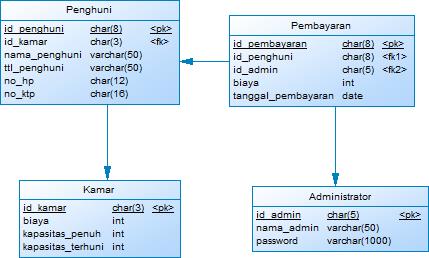 Penghuni
id_penghuni char(8) <pk>
id_kamar char(3) <fk>
nama_penghuni varchar(50)
ttl_penghuni varchar(50)
no_hp char(12)
no_ktp char(16)
Pembayaran
id_pembayaran char(8) <pk>
id_penghuni char(8) <fk1>
id_admin char(5) <fk2>
biaya int
tanggal_pembayaran date
Kamar
id_kamar char(3) <pk>
biaya int
kapasitas_penuh int
kapasitas_terhuni int
Administrator
id_admin char(5) <pk>
nama_admin varchar(50)
password varchar(1000)